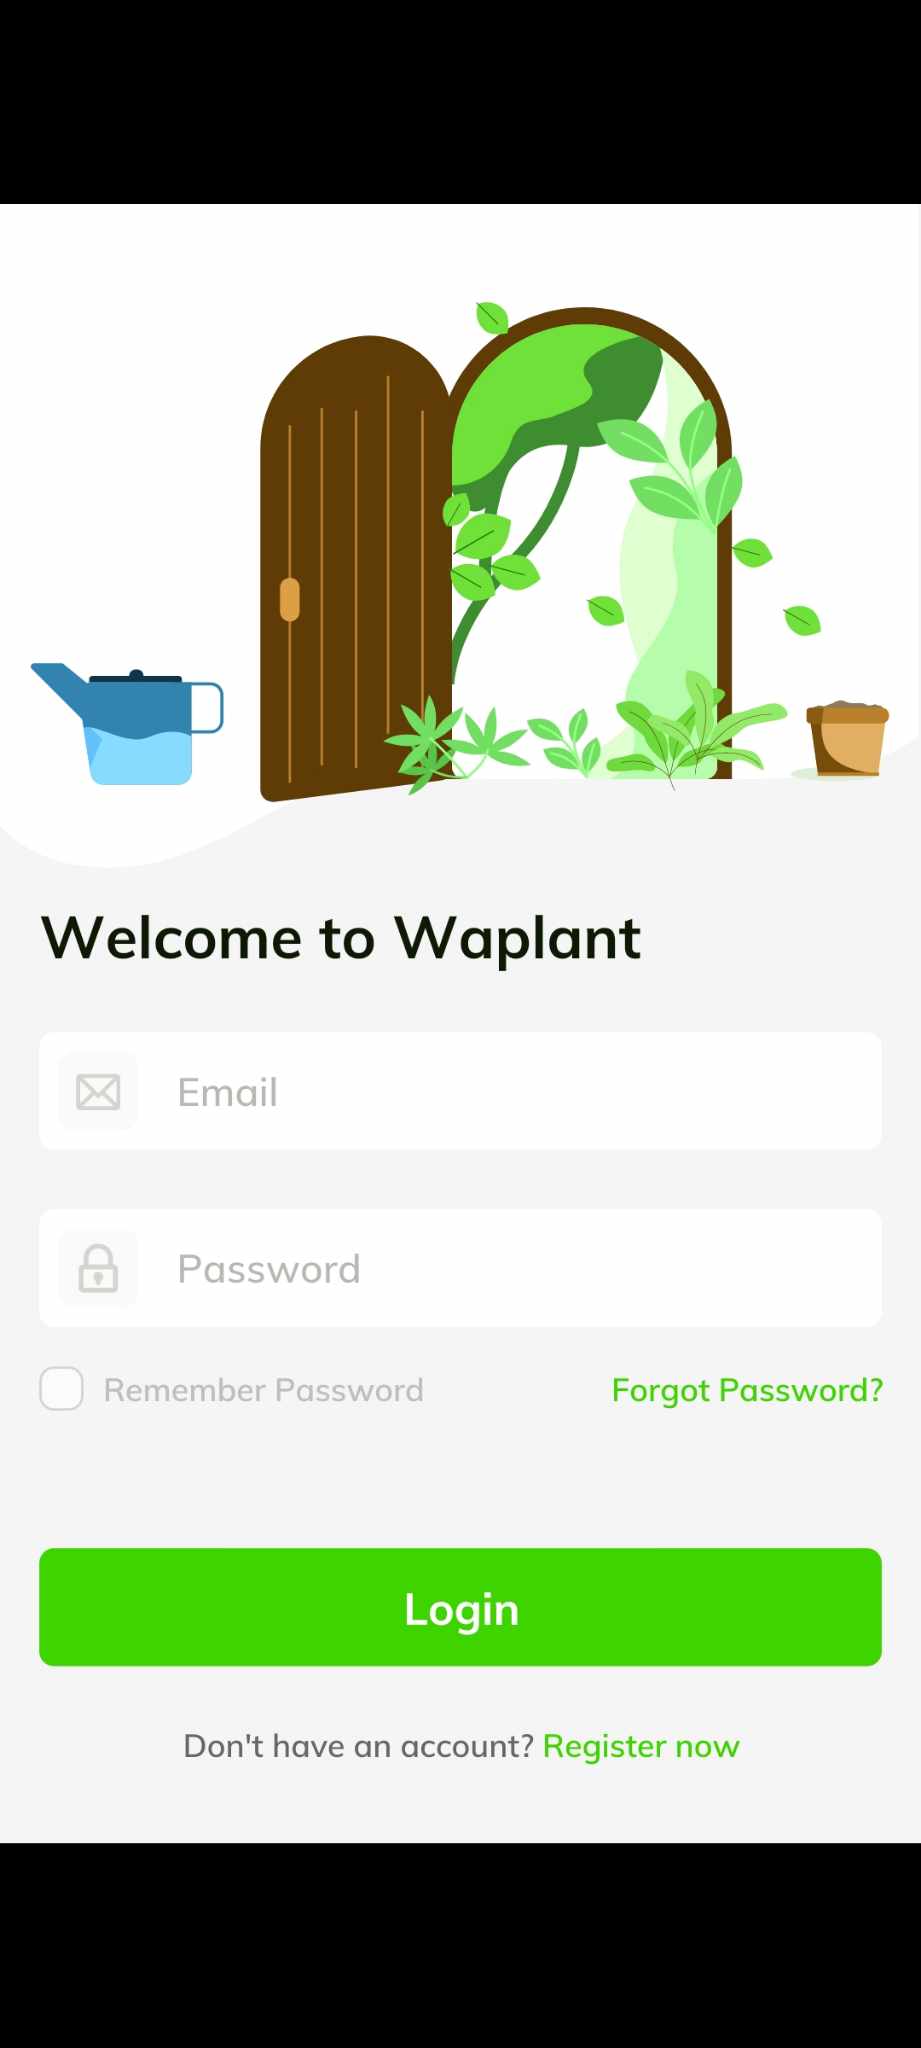 Welcome to Waplant
Email
Password
Remember Password
Forgot Password?
Login
Don't have an account? Register now